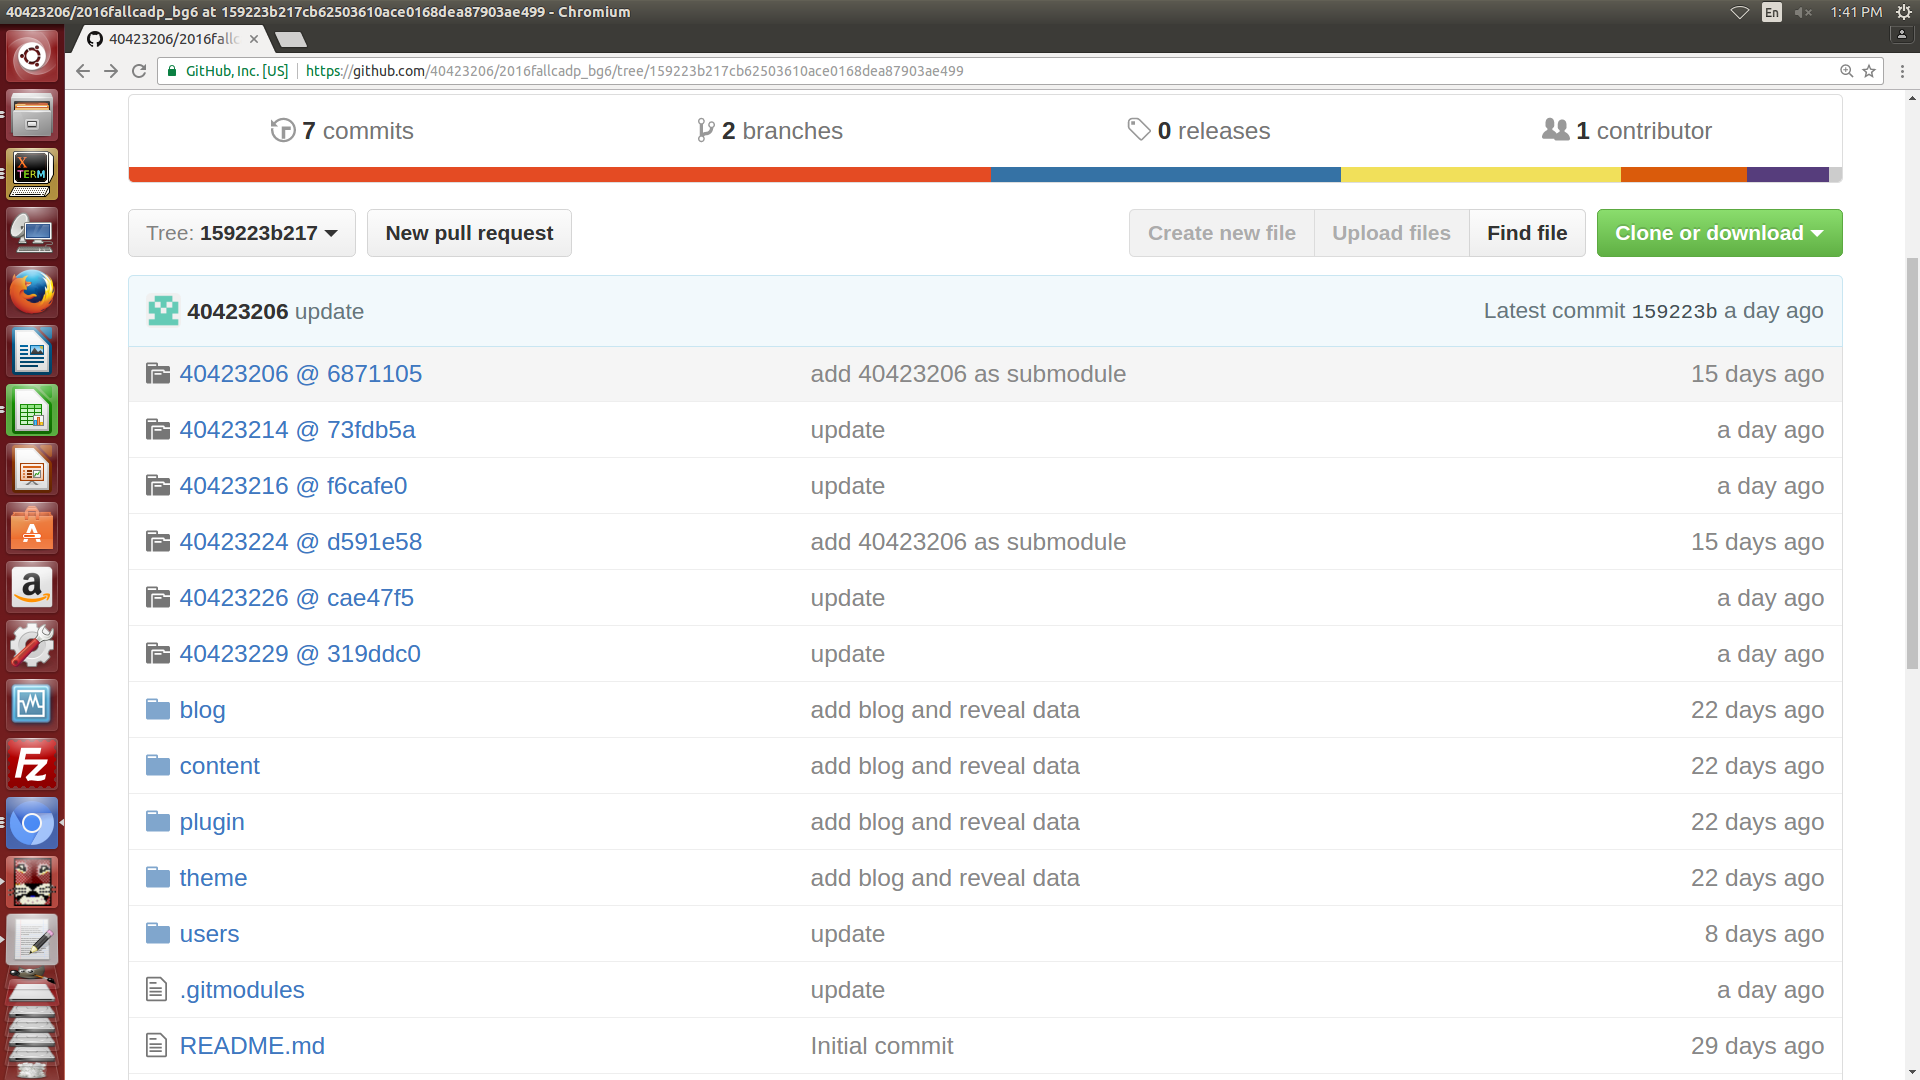 40423206/2016fallcadp_bg6 at 159223b217cb62503610ace0168dea87903ae499 - Chromium
En
1:41 PM
40423206/2016fallc
GitHub, Inc. [US]
https://github.com/40423206/2016fallcadp_bg6/tree/159223b217cb62503610ace0168dea87903ae499
7 commits
2 branches
0 releases
1 contributor
Tree: 159223b217
New pull request
Create new file
Upload files
Find file
Clone or download
40423206 update
Latest commit 159223b a day ago
40423206 @ 6871105 add 40423206 as submodule 15 days ago
40423214 @ 73fdb5a update a day ago
40423216 @ f6cafe0 update a day ago
40423224 @ d591e58 add 40423206 as submodule 15 days ago
40423226 @ cae47f5 update a day ago
40423229 @ 319ddc0 update a day ago
blog add blog and reveal data 22 days ago
content add blog and reveal data 22 days ago
plugin add blog and reveal data 22 days ago
theme add blog and reveal data 22 days ago
users update 8 days ago
.gitmodules update a day ago
README.md Initial commit 29 days ago
X
TERM
A
a
Fz